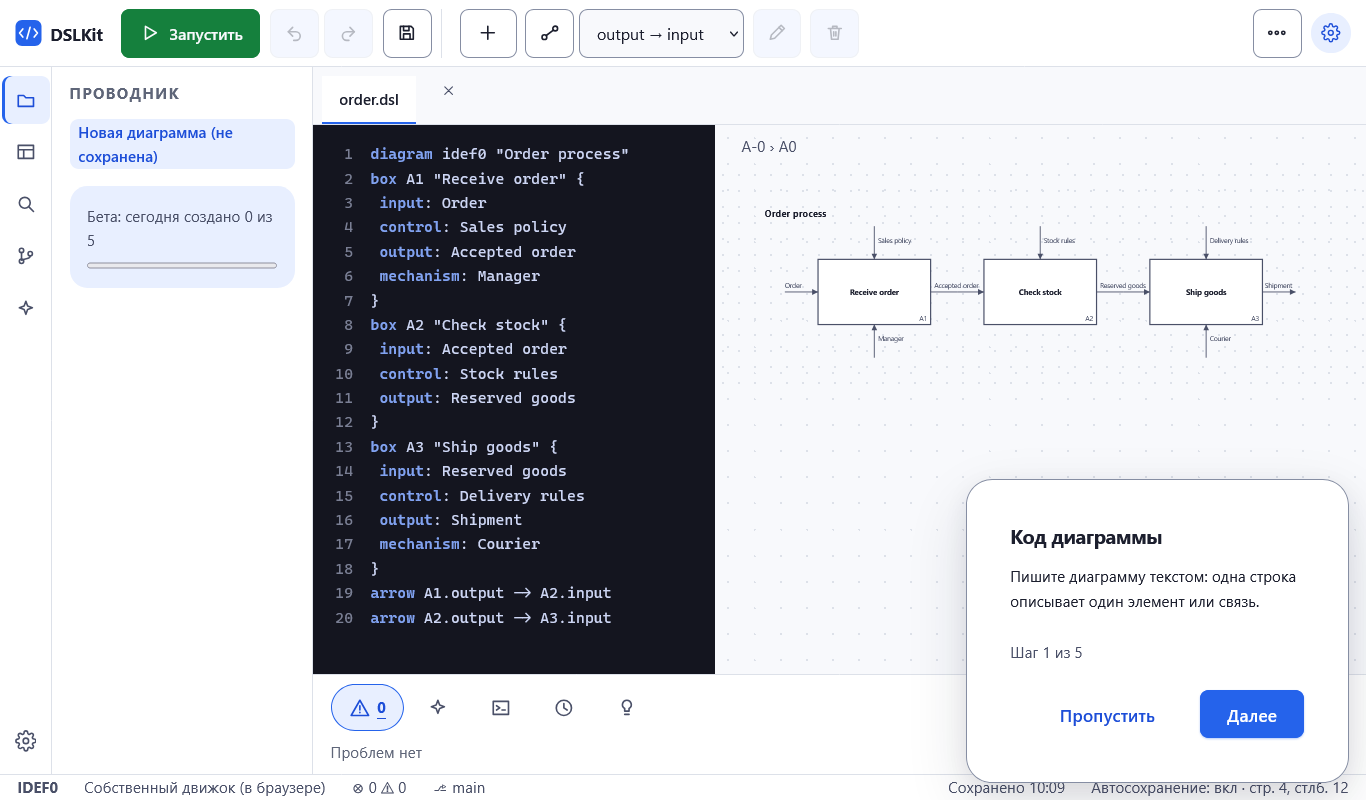 DSLKit
Запустить
output → input
ПРОВОДНИК
Новая диаграмма (не
сохранена)
Бета: сегодня создано 0 из
5
order.dsl
1 diagram idef0 "Order process"
2 box A1 "Receive order" {
3 input: Order
4 control: Sales policy
5 output: Accepted order
6 mechanism: Manager
7 }
8 box A2 "Check stock" {
9 input: Accepted order
10 control: Stock rules
11 output: Reserved goods
12 }
13 box A3 "Ship goods" {
14 input: Reserved goods
15 control: Delivery rules
16 output: Shipment
17 mechanism: Courier
18 }
19 arrow A1.output -> A2.input
20 arrow A2.output -> A3.input
A-0 › A0
Order process
Sales policy
Stock rules
Delivery rules
Order
Receive order
A1
Accepted order
Check stock
A2
Reserved goods
Ship goods
A3
Shipment
Manager
Courier
Код диаграммы
Пишите диаграмму текстом: одна строка
описывает один элемент или связь.
Шаг 1 из 5
Пропустить
Далее
0
Проблем нет
IDEF0
Собственный движок (в браузере)
0
0
main
Сохранено 10:09
Автосохранение: вкл · стр. 4, стлб. 12